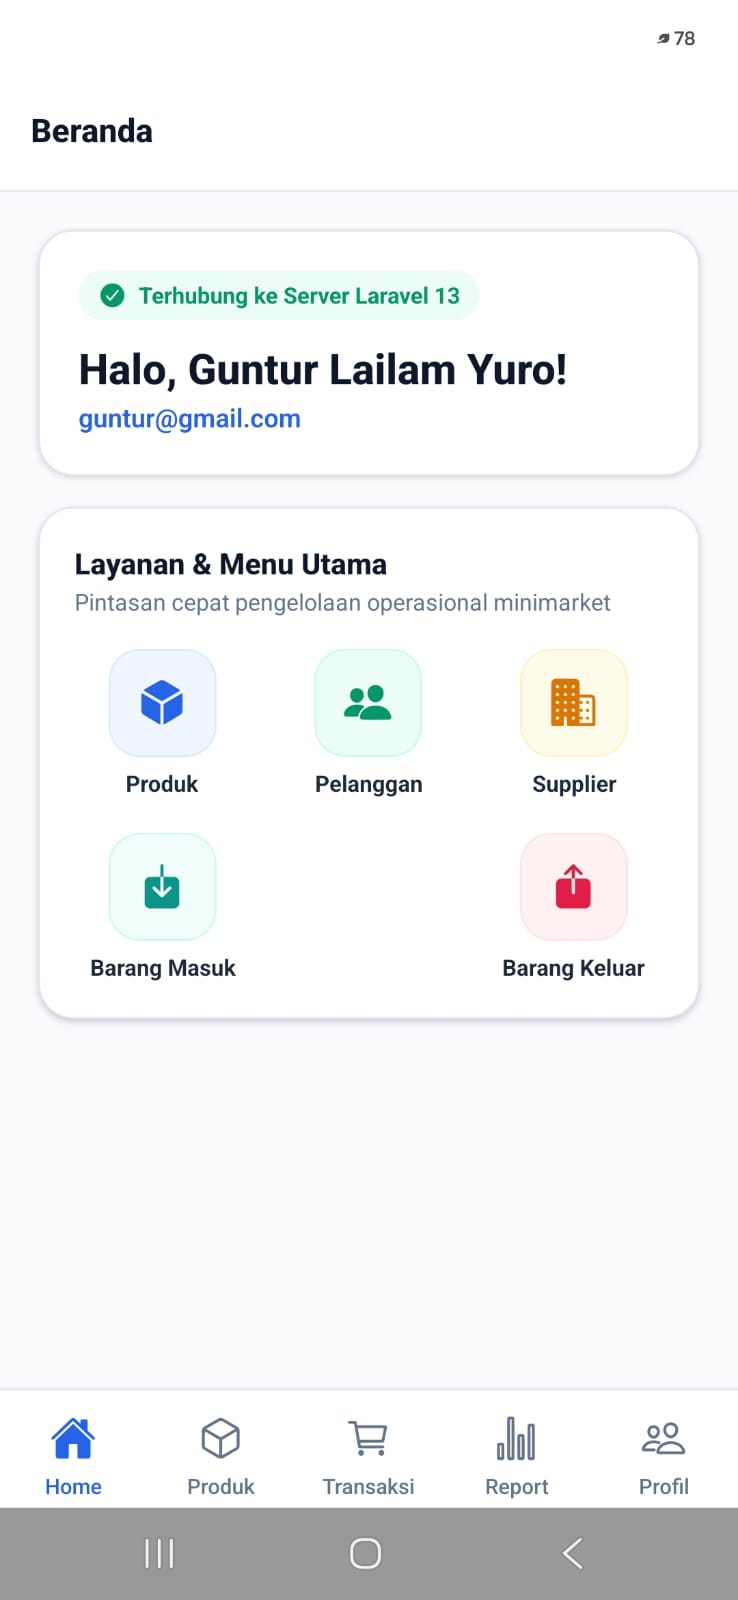 78
Beranda
Terhubung ke Server Laravel 13
Halo, Guntur Lailam Yuro!
guntur@gmail.com
Layanan & Menu Utama
Pintasan cepat pengelolaan operasional minimarket
Produk
Pelanggan
Supplier
Barang Masuk
Barang Keluar
Home
Produk
Transaksi
Report
Profil